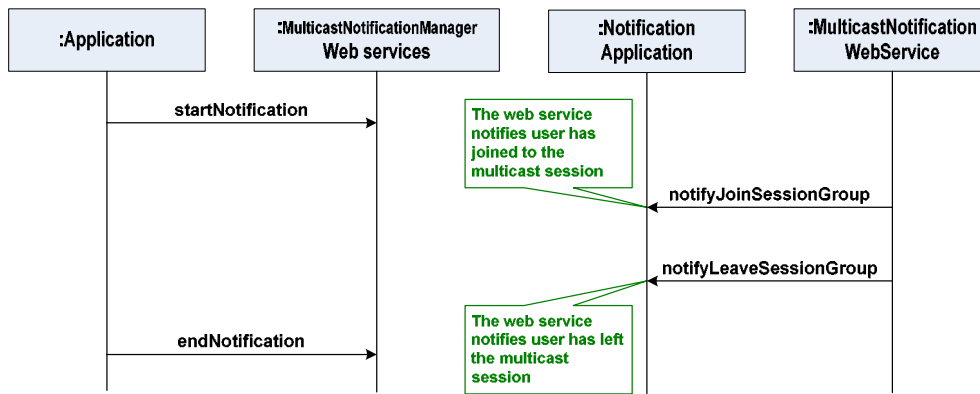 :Application
:MulticastNotificationManager
Web services
:Notification
Application
:MulticastNotification
WebService
startNotification
The web service
notifies user has
joined to the
multicast session
notifyJoinSessionGroup
notifyLeaveSessionGroup
The web service
notifies user has left
the multicast
session
endNotification